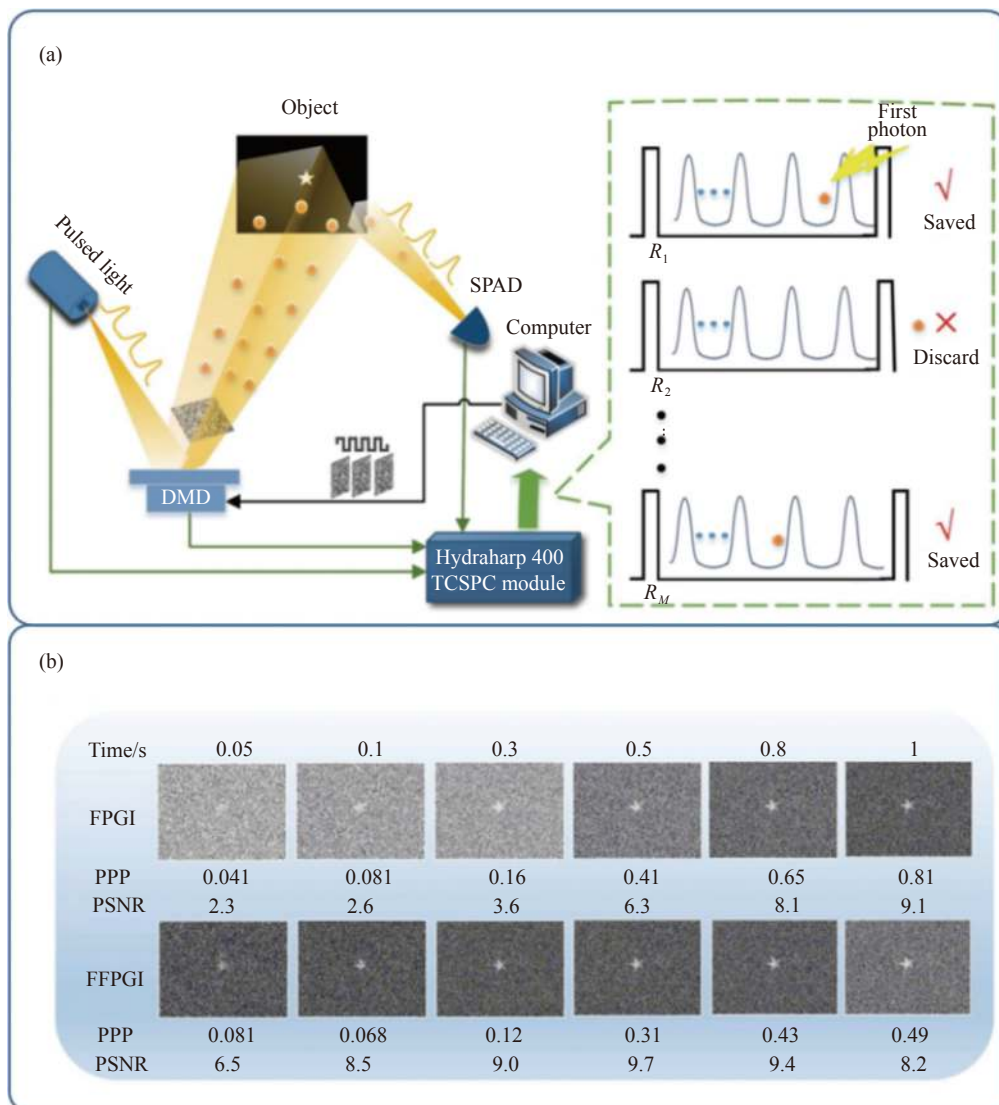 (a)
Object
First
photon
Pulsed light
√
Saved
R₁
SPAD
Computer
× 
Discard
R₂
DMD
Hydraharp 400
TCSPC module
√
Saved
R_M
(b)
Time/s 0.05 0.1 0.3 0.5 0.8 1
FPGI
PPP 0.041 0.081 0.16 0.41 0.65 0.81
PSNR 2.3 2.6 3.6 6.3 8.1 9.1
FFPGI
PPP 0.081 0.068 0.12 0.31 0.43 0.49
PSNR 6.5 8.5 9.0 9.7 9.4 8.2